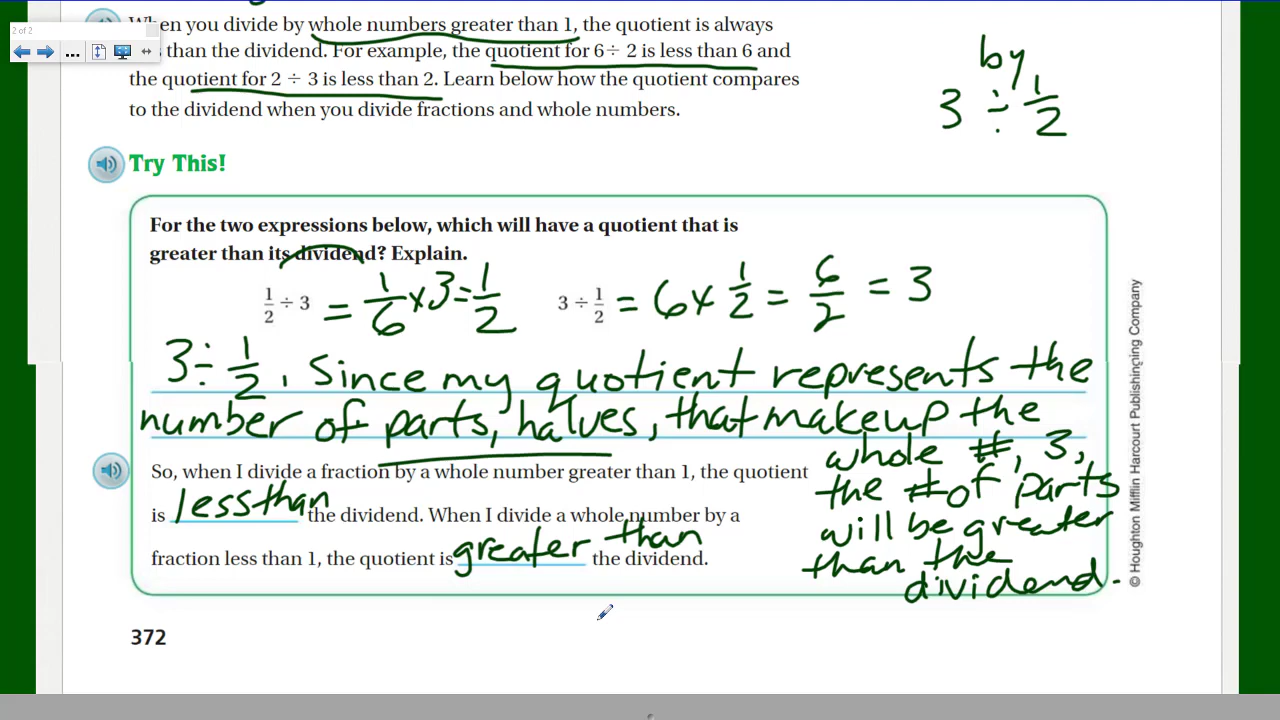 When you divide by whole numbers greater than 1, the quotient is always
2 of 2
than the dividend. For example, the quotient for 6 ÷ 2 is less than 6 and
the quotient for 2 ÷ 3 is less than 2. Learn below how the quotient compares
to the dividend when you divide fractions and whole numbers.
by
3 ÷ 1/2
Try This!
For the two expressions below, which will have a quotient that is
greater than its dividend? Explain.
1/2 ÷ 3 = 1/6 × 3 = 1/2
3 ÷ 1/2 = 6 × 1/2 = 6/2 = 3
3 ÷ 1/2. Since my quotient represents the
number of parts, halves, that make up the
whole #, 3,
the # of parts
will be greater
than the
dividend.
So, when I divide a fraction by a whole number greater than 1, the quotient
is less than the dividend. When I divide a whole number by a
fraction less than 1, the quotient is greater than the dividend.
© Houghton Mifflin Harcourt Publishing Company
372